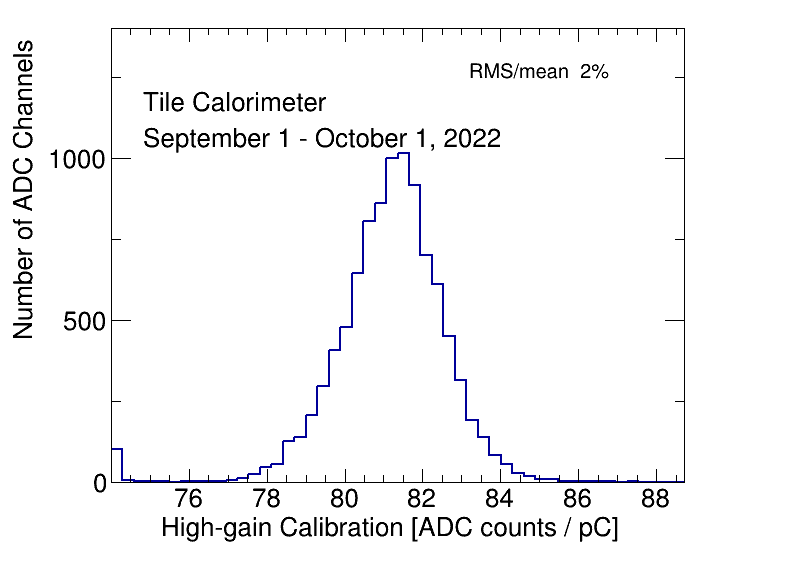 RMS/mean 2%
Tile Calorimeter
September 1 - October 1, 2022
Number of ADC Channels
1000
500
0
76 78 80 82 84 86 88
High-gain Calibration [ADC counts / pC]